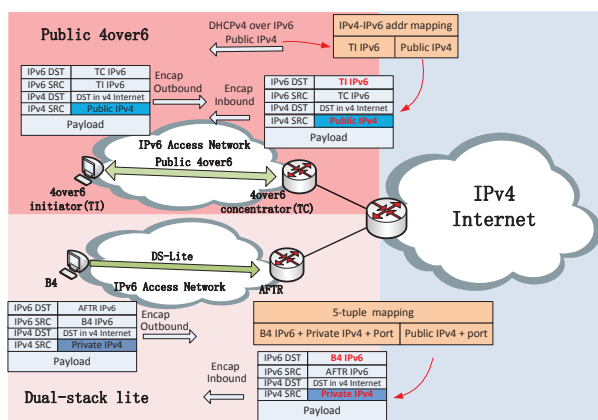 Public 4over6
DHCPv4 over IPv6
Public IPv4
IPv4-IPv6 addr mapping
TI IPv6 Public IPv4
IPv6 DST TC IPv6
IPv6 SRC TI IPv6
IPv4 DST DST in v4 Internet
IPv4 SRC Public IPv4
Payload
Encap
Outbound
Encap
Inbound
IPv6 DST TI IPv6
IPv6 SRC TC IPv6
IPv4 DST DST in v4 Internet
IPv4 SRC Public IPv4
Payload
IPv6 Access Network
Public 4over6
4over6
initiator(TI)
4over6
concentrator(TC)
IPv4
Internet
DS-Lite
B4
IPv6 Access Network
AFTR
IPv6 DST AFTR IPv6
IPv6 SRC B4 IPv6
IPv4 DST DST in v4 Internet
IPv4 SRC Private IPv4
Payload
Encap
Outbound
5-tuple mapping
B4 IPv6 + Private IPv4 + Port Public IPv4 + port
Encap
Inbound
IPv6 DST B4 IPv6
IPv6 SRC AFTR IPv6
IPv4 DST DST in v4 Internet
IPv4 SRC Private IPv4
Payload
Dual-stack lite